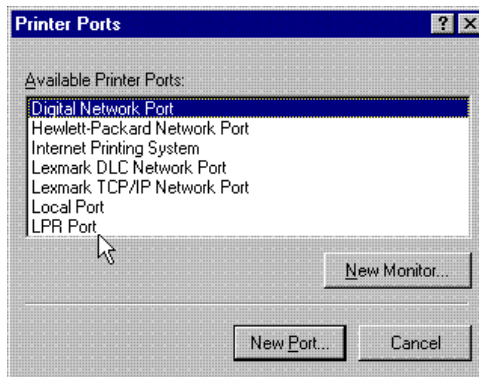 Printer Ports
Available Printer Ports:
Digital Network Port
Hewlett-Packard Network Port
Internet Printing System
Lexmark DLC Network Port
Lexmark TCP/IP Network Port
Local Port
LPR Port
New Monitor...
New Port...
Cancel